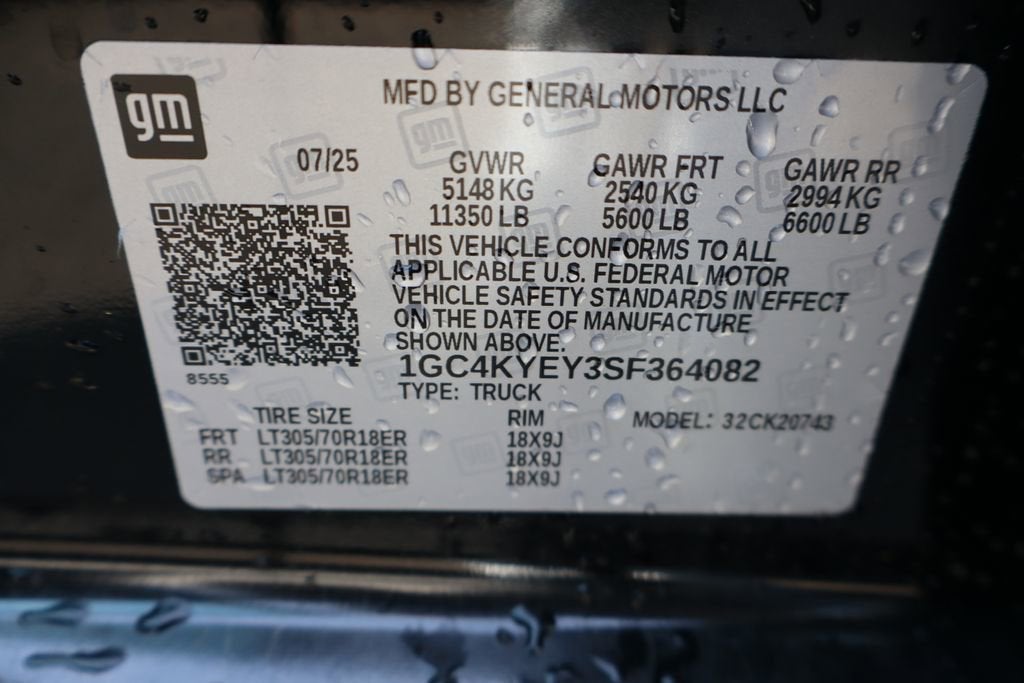 gm
MFD BY GENERAL MOTORS LLC
07/25 GVWR GAWR FRT GAWR RR
5148 KG 2540 KG 2994 KG
11350 LB 5600 LB 6600 LB
THIS VEHICLE CONFORMS TO ALL
APPLICABLE U.S. FEDERAL MOTOR
VEHICLE SAFETY STANDARDS IN EFFECT
ON THE DATE OF MANUFACTURE
SHOWN ABOVE.
8555
1GC4KYEY3SF364082
TYPE: TRUCK
TIRE SIZE RIM MODEL: 32CK20743
FRT LT305/70R18ER 18X9J
RR LT305/70R18ER 18X9J
SPA LT305/70R18ER 18X9J